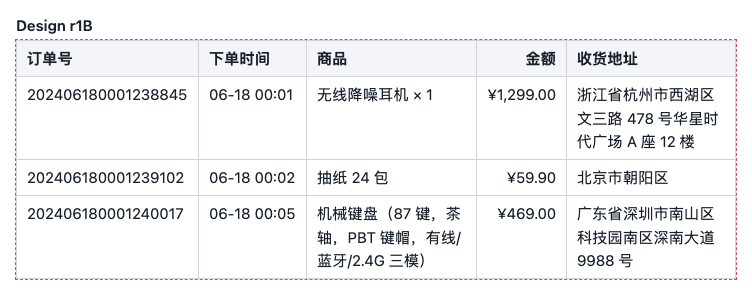 Design r1B
订单号 下单时间 商品 金额 收货地址
202406180001238845 06-18 00:01 无线降噪耳机 × 1 ¥1,299.00 浙江省杭州市西湖区
文三路 478 号华星时
代广场 A 座 12 楼
202406180001239102 06-18 00:02 抽纸 24 包 ¥59.90 北京市朝阳区
202406180001240017 06-18 00:05 机械键盘（87 键，茶 ¥469.00 广东省深圳市南山区
轴，PBT 键帽，有线/ 科技园南区深南大道
蓝牙/2.4G 三模） 9988 号